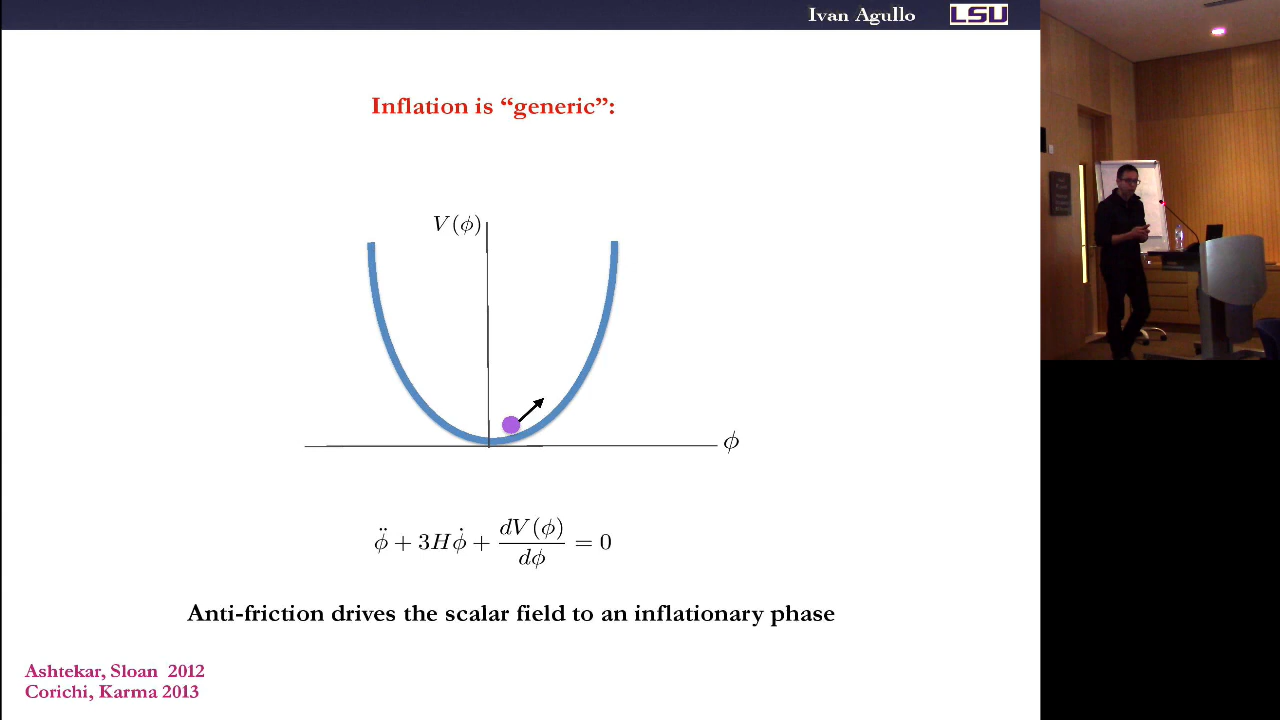 Ivan Agullo LSU
Inflation is “generic”:
V(ϕ)
ϕ
ϕ̈ + 3Hϕ̇ + dV(ϕ)/dϕ = 0
Anti-friction drives the scalar field to an inflationary phase
Ashtekar, Sloan 2012
Corichi, Karma 2013